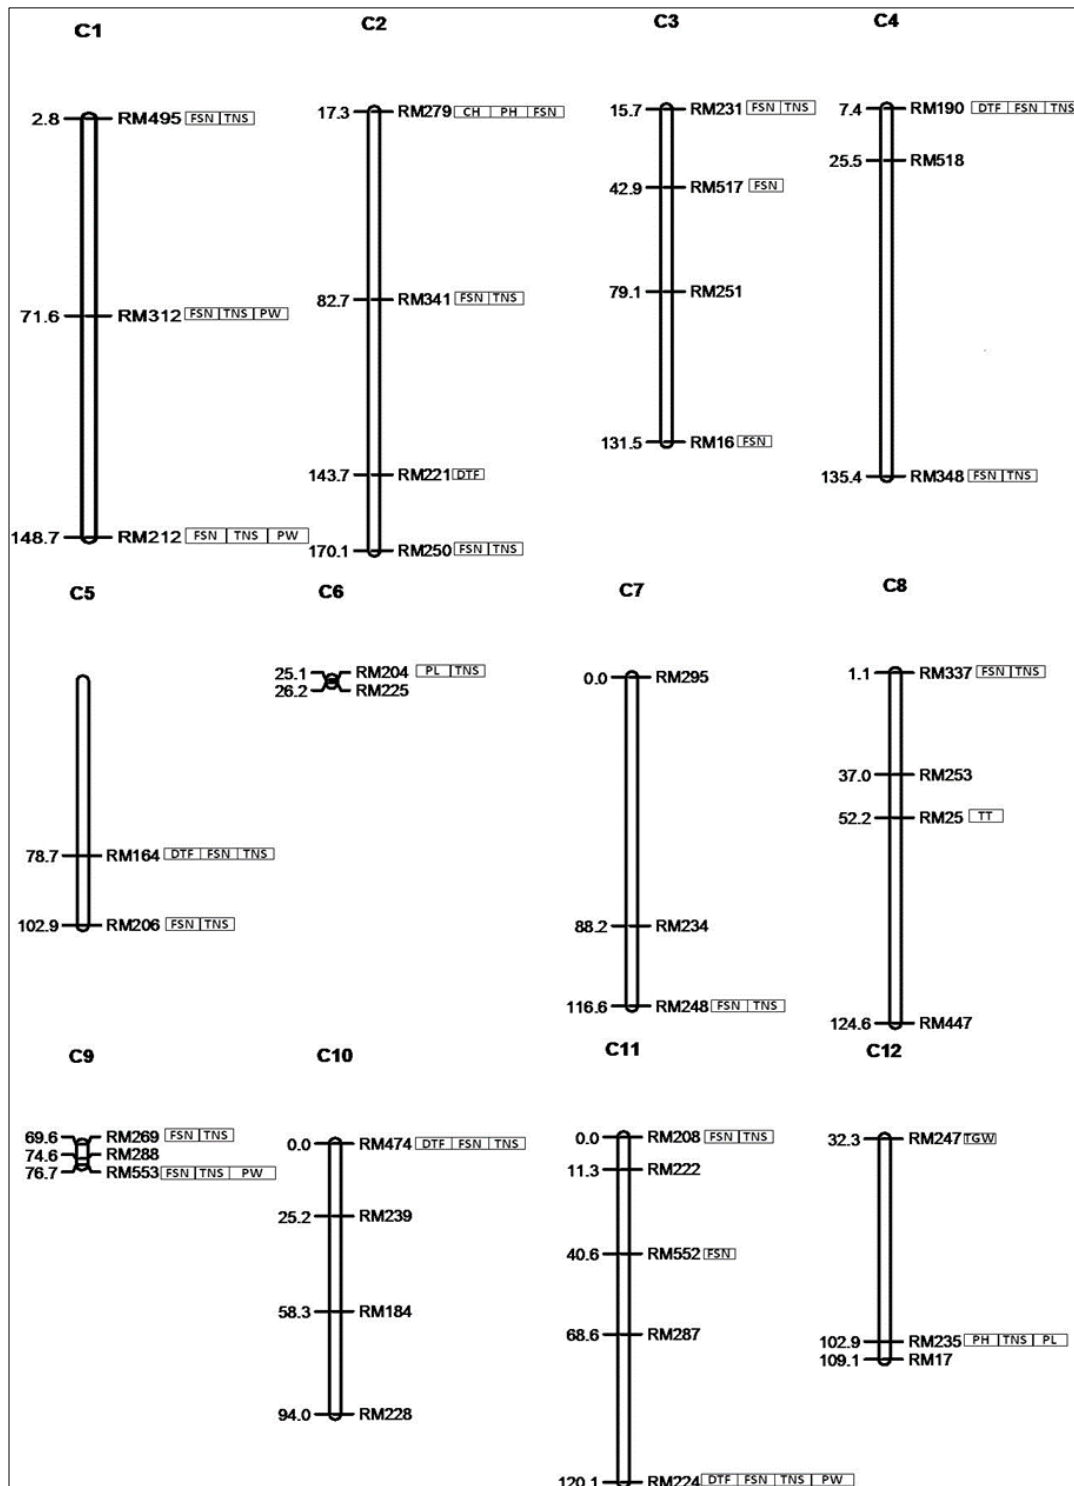 C1
2.8 RM495 FSN TNS
71.6 RM312 FSN TNS PW
148.7 RM212 FSN TNS PW
C2
17.3 RM279 CH PH FSN
82.7 RM341 FSN TNS
143.7 RM221 DTF
170.1 RM250 FSN TNS
C3
15.7 RM231 FSN TNS
42.9 RM517 FSN
79.1 RM251
131.5 RM16 FSN
C4
7.4 RM190 DTF FSN TNS
25.5 RM518
135.4 RM348 FSN TNS
C5
78.7 RM164 DTF FSN TNS
102.9 RM206 FSN TNS
C6
25.1 RM204 PL TNS
26.2 RM225
C7
0.0 RM295
88.2 RM234
116.6 RM248 FSN TNS
C8
1.1 RM337 FSN TNS
37.0 RM253
52.2 RM25 TT
124.6 RM447
C9
69.6 RM269 FSN TNS
74.6 RM288
76.7 RM553 FSN TNS PW
C10
0.0 RM474 DTF FSN TNS
25.2 RM239
58.3 RM184
94.0 RM228
C11
0.0 RM208 FSN TNS
11.3 RM222
40.6 RM552 FSN
68.6 RM287
120.1 RM224 DTF FSN TNS PW
C12
32.3 RM247 TGW
102.9 RM235 PH TNS PL
109.1 RM17